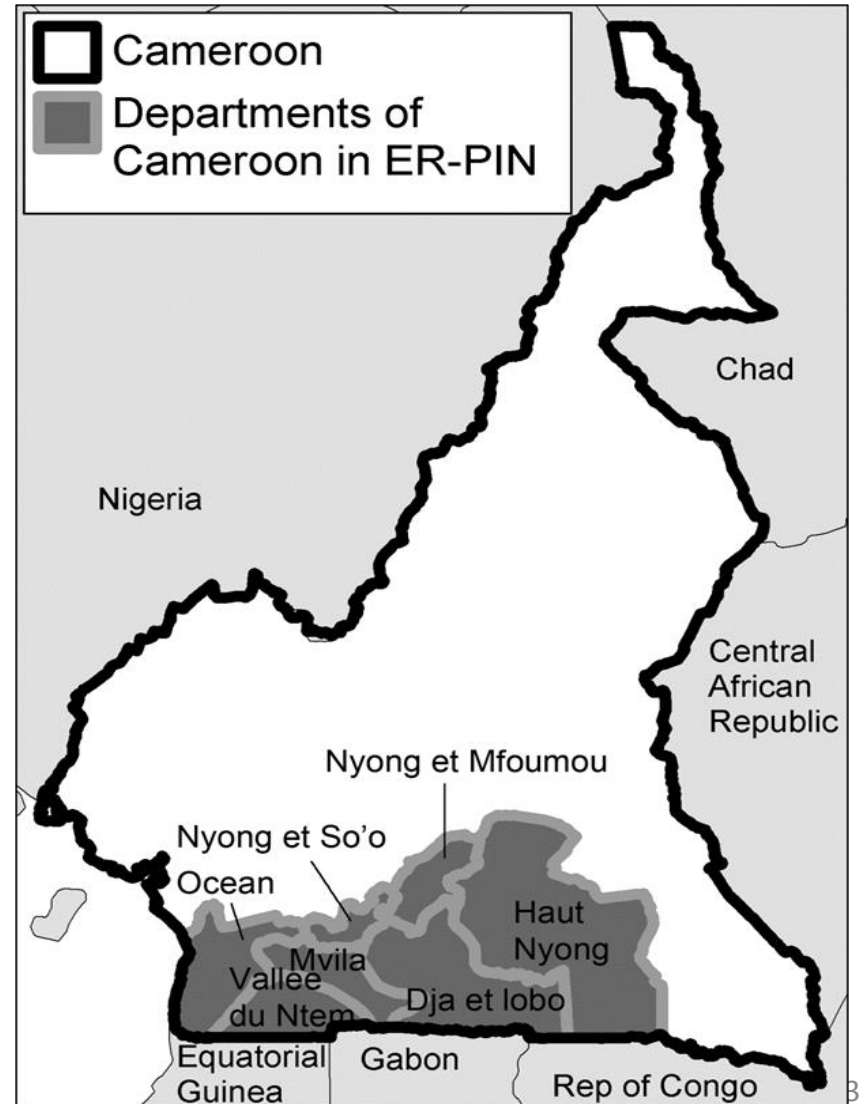 Cameroon
Departments of
Cameroon in ER-PIN
Chad
Nigeria
Central
African
Republic
Nyong et Mfoumou
Nyong et So'o
Ocean
Haut
Nyong
Mvila
Vallee
du Ntem
Dja et lobo
Equatorial
Guinea
Gabon
Rep of Congo
3